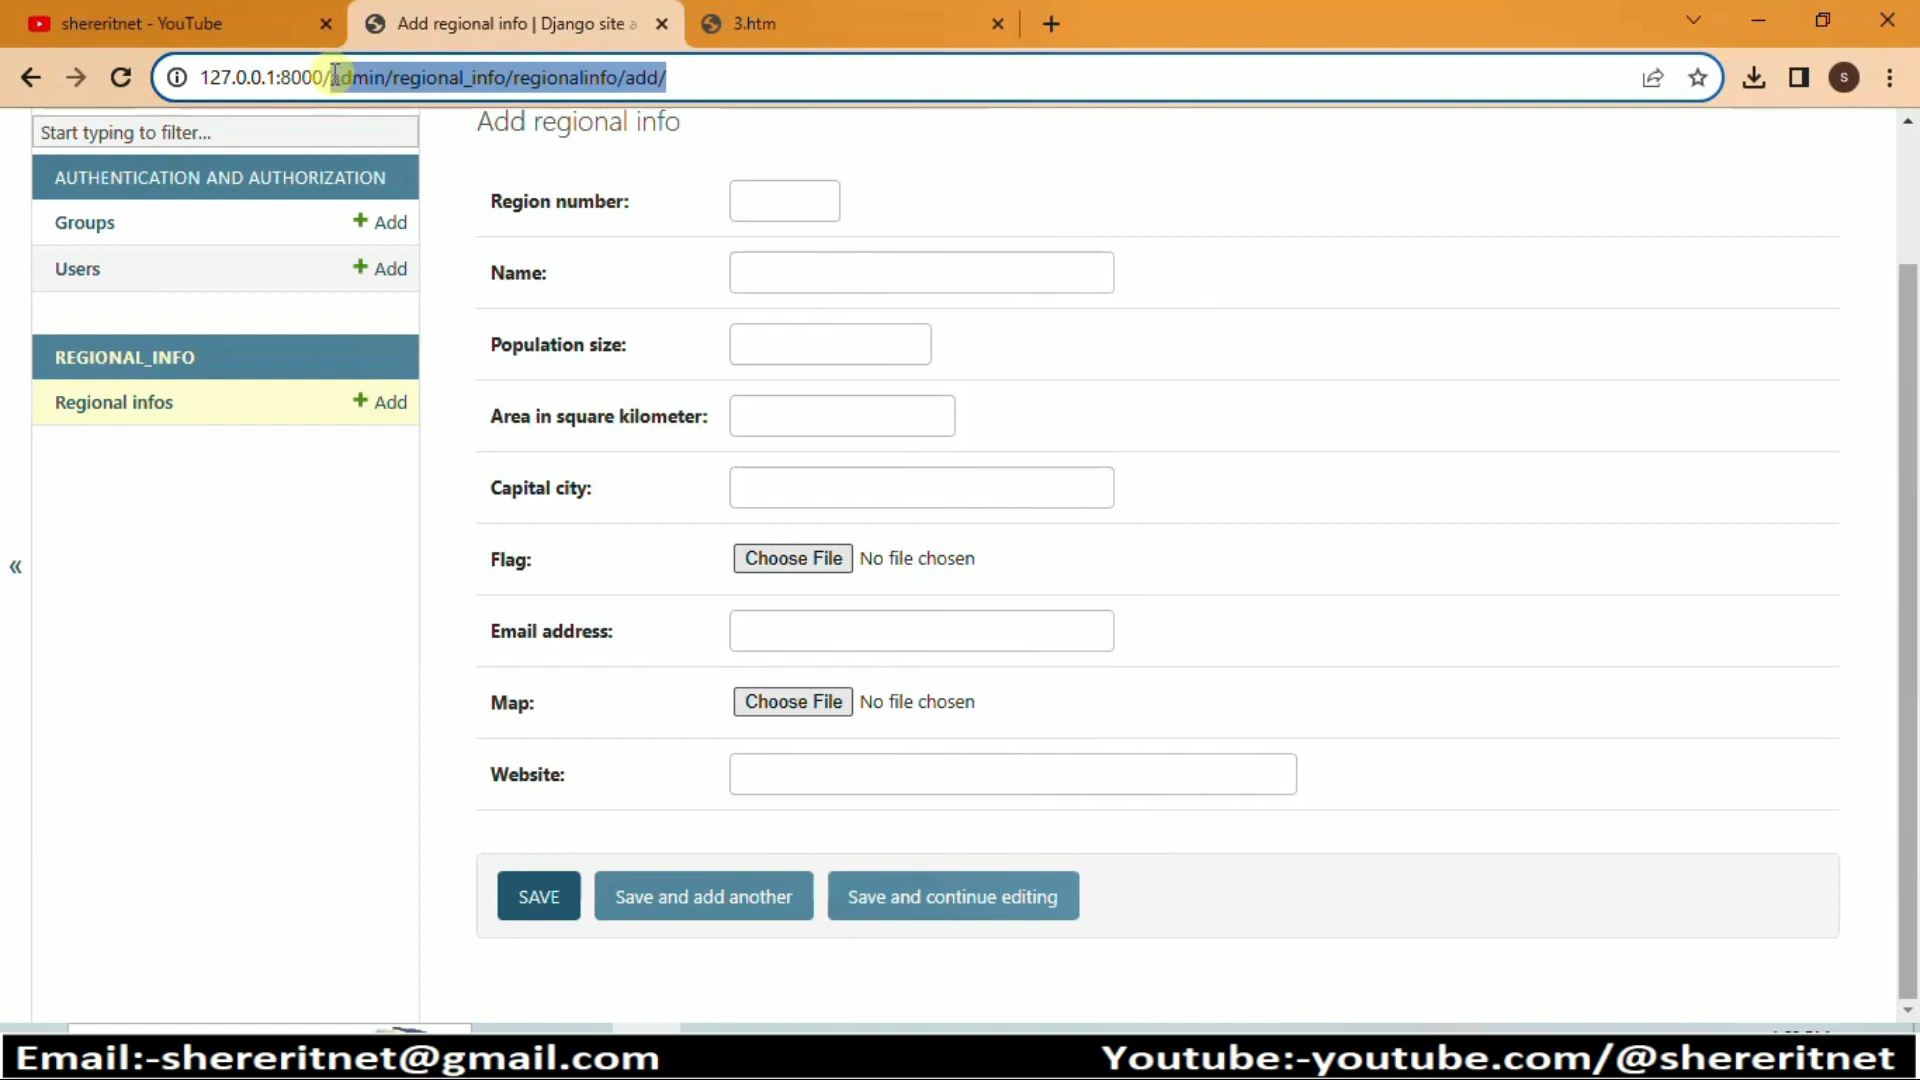 shereritnet - YouTube
Add regional info | Django site a
3.htm
127.0.0.1:8000/admin/regional_info/regionalinfo/add/
S
Start typing to filter...
AUTHENTICATION AND AUTHORIZATION
Groups
Add
Users
Add
REGIONAL_INFO
Regional infos
Add
«
Add regional info
Region number:
Name:
Population size:
Area in square kilometer:
Capital city:
Flag:
Choose File No file chosen
Email address:
Map:
Choose File No file chosen
Website:
SAVE
Save and add another
Save and continue editing
Email:-shereritnet@gmail.com
Youtube:-youtube.com/@shereritnet